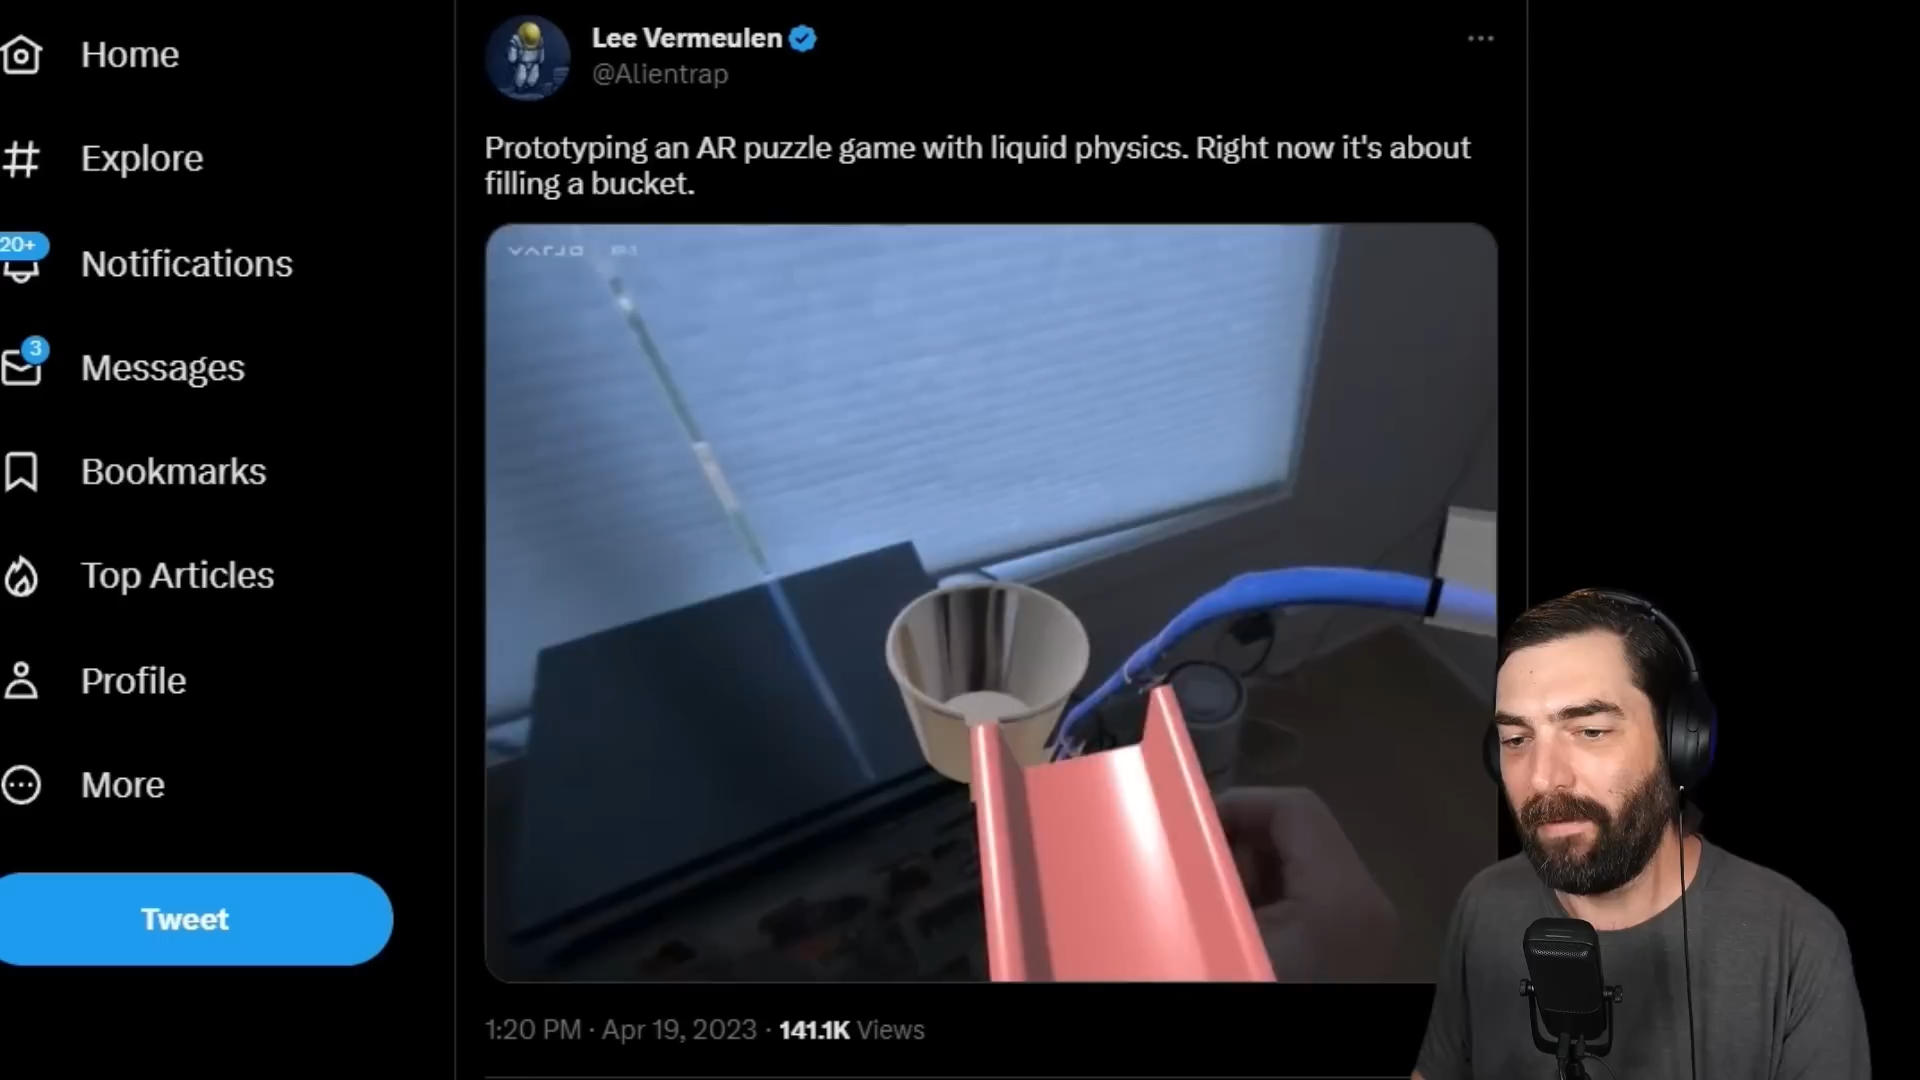 Home
Explore
20+
Notifications
3
Messages
Bookmarks
Top Articles
Profile
More
Tweet
Lee Vermeulen
@Alientrap
Prototyping an AR puzzle game with liquid physics. Right now it's about
filling a bucket.
VARJO
1:20 PM · Apr 19, 2023 · 141.1K Views